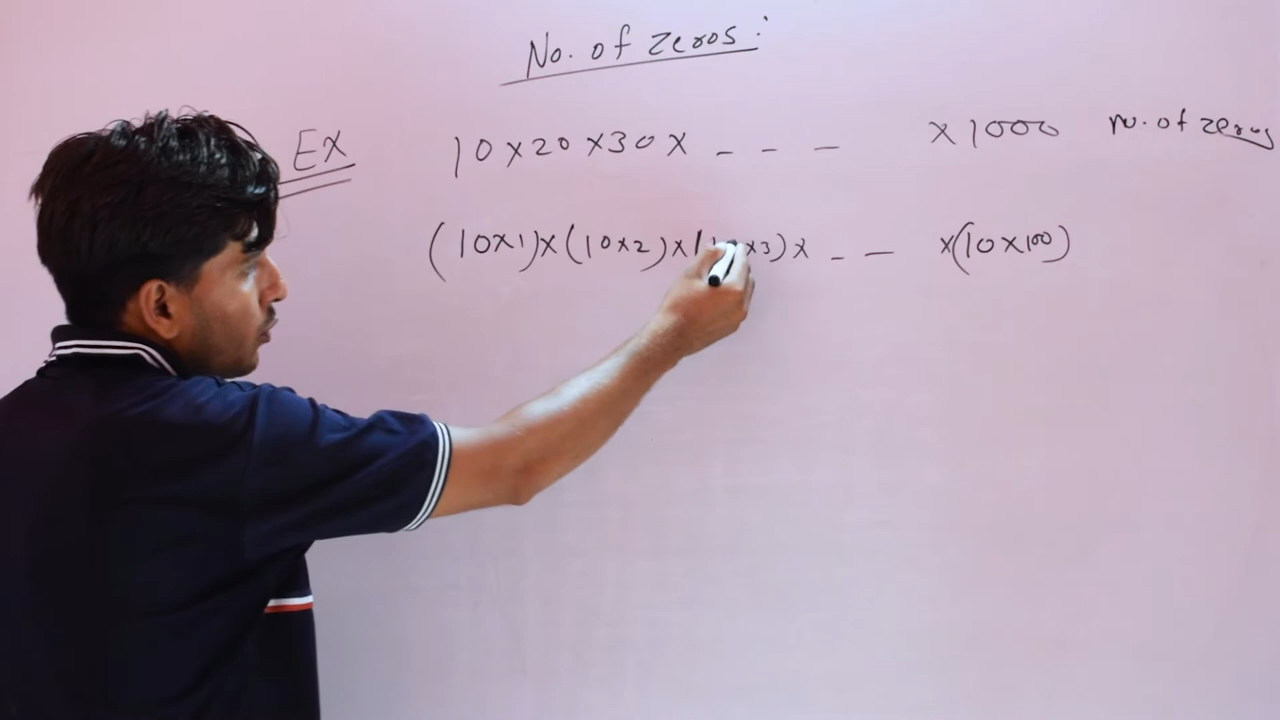 No. of zeros:
Ex 10×20×30× - - - ×1000 no. of zeros
(10×1)×(10×2)×(10×3)× - - ×(10×100)